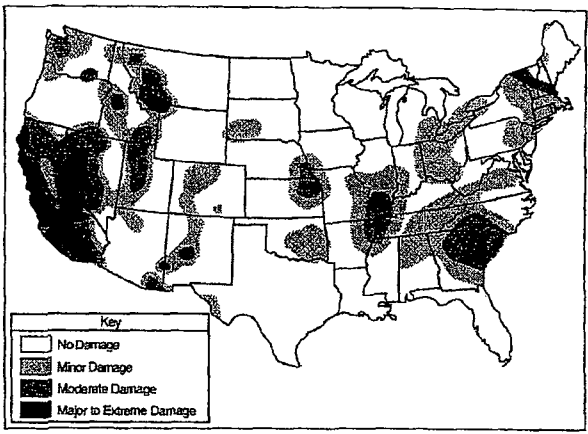 Key
No Damage
Minor Damage
Moderate Damage
Major to Extreme Damage